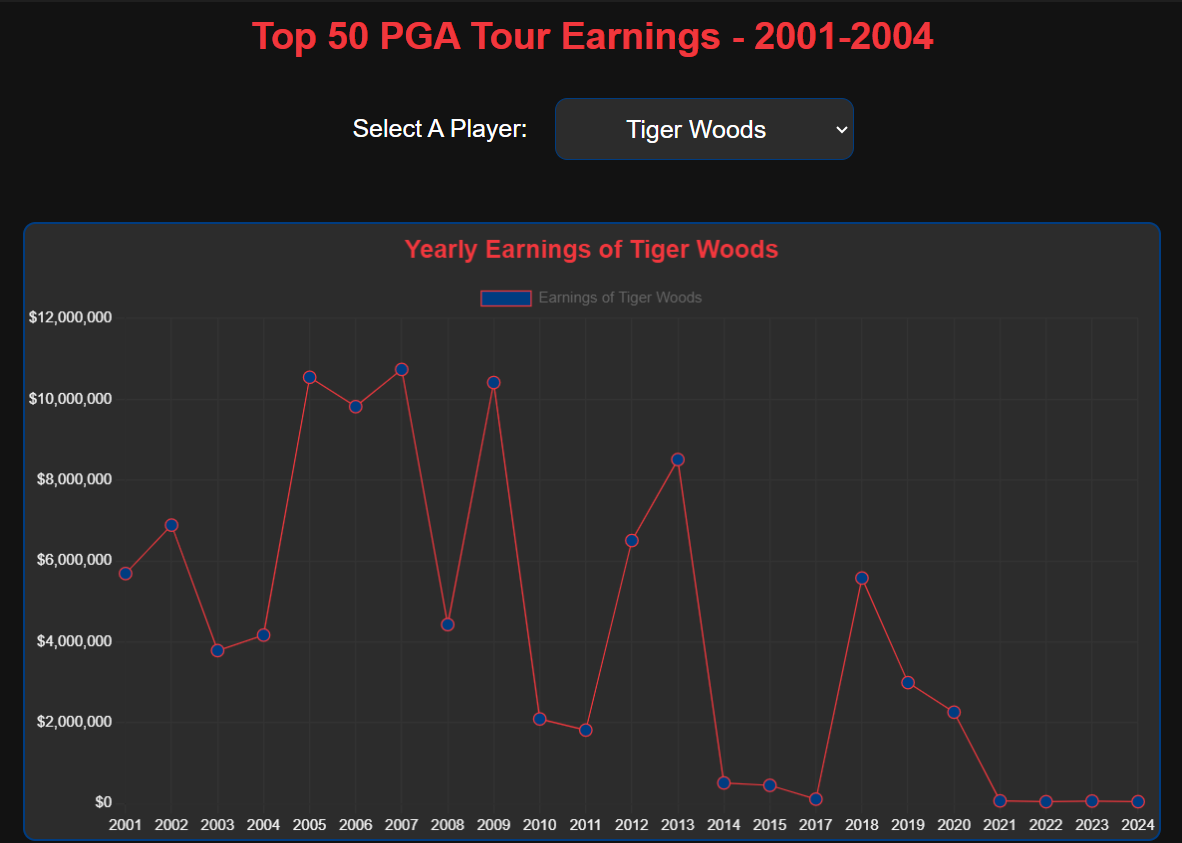 Top 50 PGA Tour Earnings - 2001-2004
Select A Player: Tiger Woods
Yearly Earnings of Tiger Woods
Earnings of Tiger Woods
$12,000,000
$10,000,000
$8,000,000
$6,000,000
$4,000,000
$2,000,000
$0
2001 2002 2003 2004 2005 2006 2007 2008 2009 2010 2011 2012 2013 2014 2015 2017 2018 2019 2020 2021 2022 2023 2024